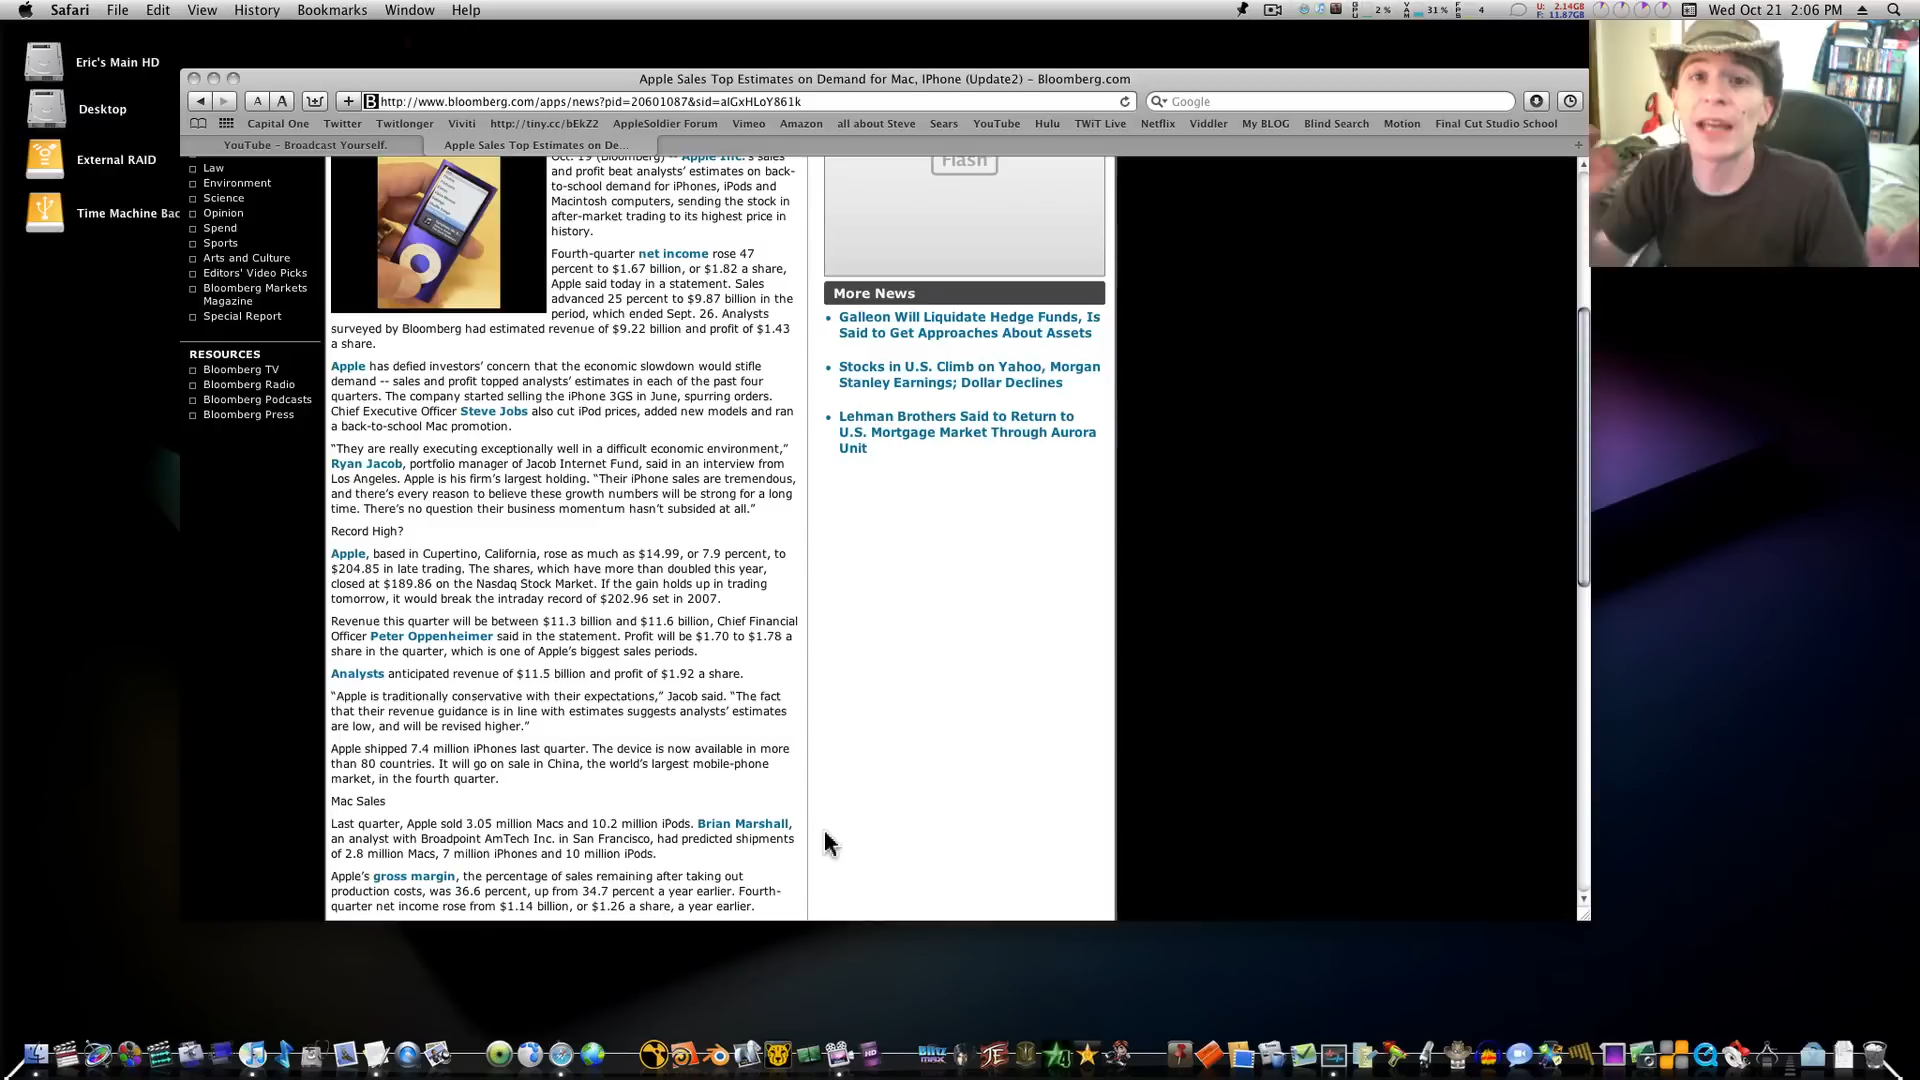 Safari File Edit View History Bookmarks Window Help
2% 31% 4 U: 2.14GB F: 11.87GB Wed Oct 21 2:06 PM
Eric's Main HD
Desktop
External RAID
Time Machine Bac
Apple Sales Top Estimates on Demand for Mac, IPhone (Update2) – Bloomberg.com
A A + B http://www.bloomberg.com/apps/news?pid=20601087&sid=alGxHLoY861k
Google
Capital One Twitter Twitlonger Viviti http://tiny.cc/bEkZ2 AppleSoldier Forum Vimeo Amazon all about Steve Sears YouTube Hulu TWiT Live Netflix Viddler My BLOG Blind Search Motion Final Cut Studio School
YouTube – Broadcast Yourself. Apple Sales Top Estimates on De... +
Law
Environment
Science
Opinion
Spend
Sports
Arts and Culture
Editors' Video Picks
Bloomberg Markets
Magazine
Special Report
RESOURCES
Bloomberg TV
Bloomberg Radio
Bloomberg Podcasts
Bloomberg Press
Oct. 19 (Bloomberg) -- Apple Inc.'s sales
and profit beat analysts' estimates on back-
to-school demand for iPhones, iPods and
Macintosh computers, sending the stock in
after-market trading to its highest price in
history.
Fourth-quarter net income rose 47
percent to $1.67 billion, or $1.82 a share,
Apple said today in a statement. Sales
advanced 25 percent to $9.87 billion in the
period, which ended Sept. 26. Analysts
surveyed by Bloomberg had estimated revenue of $9.22 billion and profit of $1.43
a share.
Apple has defied investors' concern that the economic slowdown would stifle
demand -- sales and profit topped analysts' estimates in each of the past four
quarters. The company started selling the iPhone 3GS in June, spurring orders.
Chief Executive Officer Steve Jobs also cut iPod prices, added new models and ran
a back-to-school Mac promotion.
“They are really executing exceptionally well in a difficult economic environment,”
Ryan Jacob, portfolio manager of Jacob Internet Fund, said in an interview from
Los Angeles. Apple is his firm's largest holding. “Their iPhone sales are tremendous,
and there's every reason to believe these growth numbers will be strong for a long
time. There's no question their business momentum hasn't subsided at all.”
Record High?
Apple, based in Cupertino, California, rose as much as $14.99, or 7.9 percent, to
$204.85 in late trading. The shares, which have more than doubled this year,
closed at $189.86 on the Nasdaq Stock Market. If the gain holds up in trading
tomorrow, it would break the intraday record of $202.96 set in 2007.
Revenue this quarter will be between $11.3 billion and $11.6 billion, Chief Financial
Officer Peter Oppenheimer said in the statement. Profit will be $1.70 to $1.78 a
share in the quarter, which is one of Apple's biggest sales periods.
Analysts anticipated revenue of $11.5 billion and profit of $1.92 a share.
“Apple is traditionally conservative with their expectations,” Jacob said. “The fact
that their revenue guidance is in line with estimates suggests analysts' estimates
are low, and will be revised higher.”
Apple shipped 7.4 million iPhones last quarter. The device is now available in more
than 80 countries. It will go on sale in China, the world's largest mobile-phone
market, in the fourth quarter.
Mac Sales
Last quarter, Apple sold 3.05 million Macs and 10.2 million iPods. Brian Marshall,
an analyst with Broadpoint AmTech Inc. in San Francisco, had predicted shipments
of 2.8 million Macs, 7 million iPhones and 10 million iPods.
Apple's gross margin, the percentage of sales remaining after taking out
production costs, was 36.6 percent, up from 34.7 percent a year earlier. Fourth-
quarter net income rose from $1.14 billion, or $1.26 a share, a year earlier.
Flash
More News
Galleon Will Liquidate Hedge Funds, Is
Said to Get Approaches About Assets
Stocks in U.S. Climb on Yahoo, Morgan
Stanley Earnings; Dollar Declines
Lehman Brothers Said to Return to
U.S. Mortgage Market Through Aurora
Unit